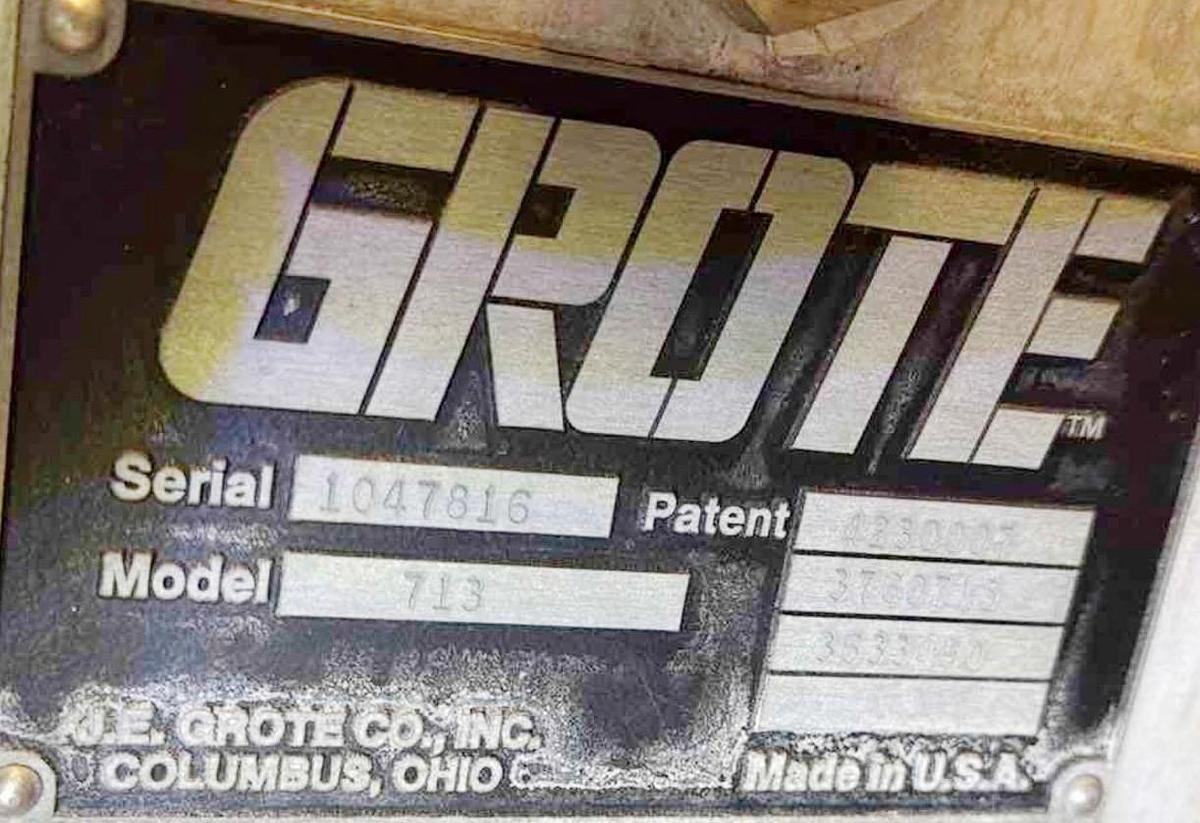 GROTE™
Serial 1047816
Patent
Model 713
J.E. GROTE CO., INC.
COLUMBUS, OHIO
Made in U.S.A.